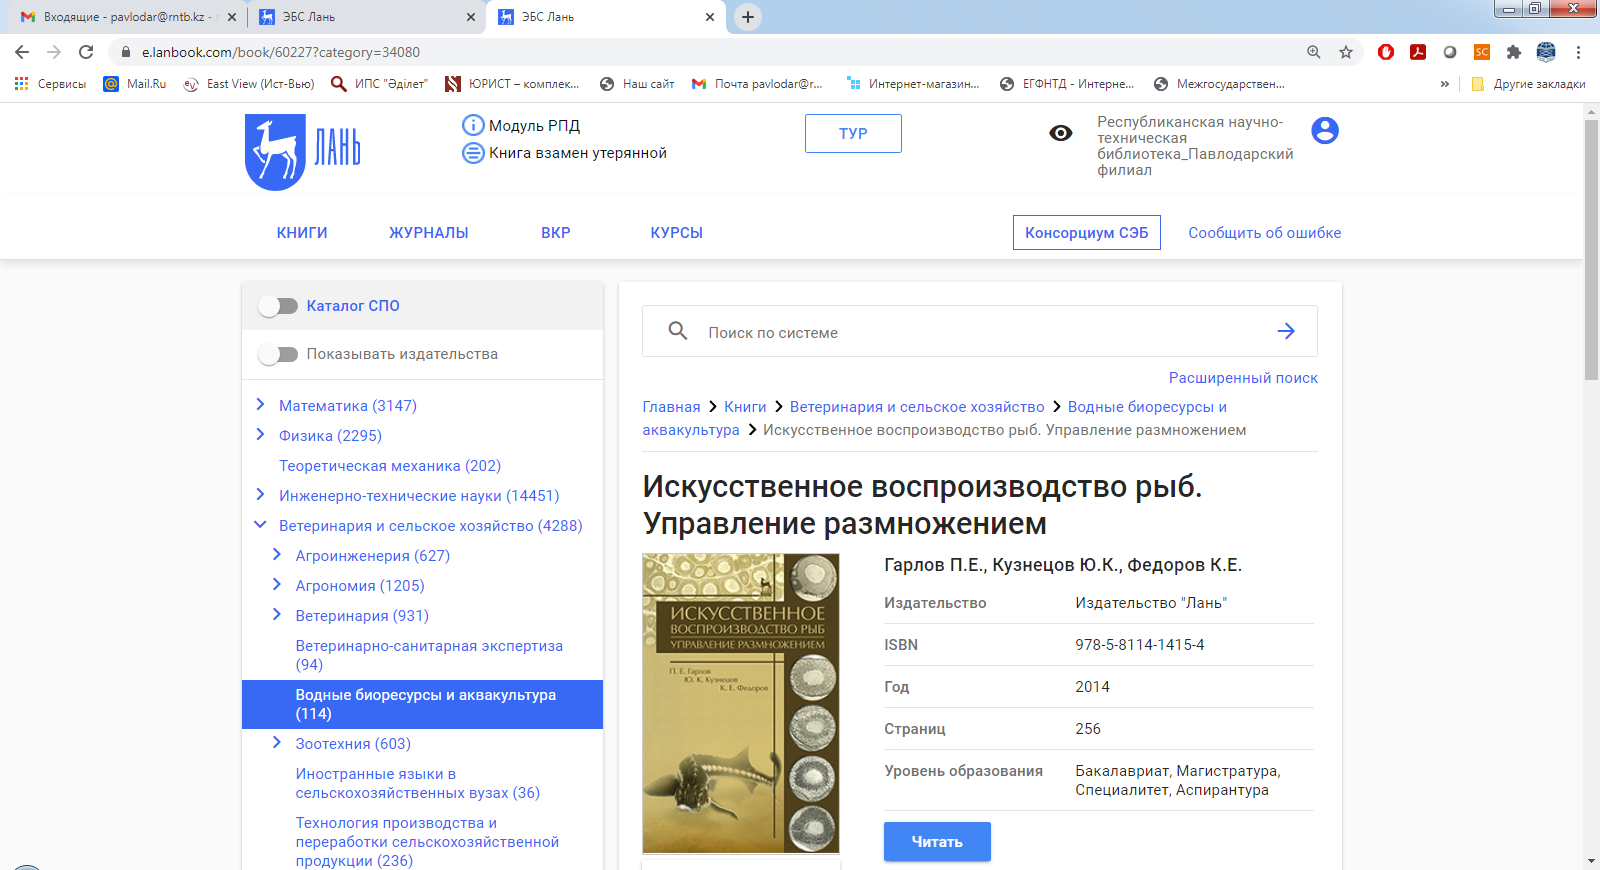 Входящие - pavlodar@rntb.kz -
ЭБС Лань
ЭБС Лань
e.lanbook.com/book/60227?category=34080
Сервисы
Mail.Ru
East View (Ист-Вью)
ИПС "Әділет"
ЮРИСТ – комплек...
Наш сайт
Почта pavlodar@r...
Интернет-магазин...
ЕГФНТД - Интерне...
Межгосударствен...
»
Другие закладки
ЛАНЬ
Модуль РПД
Книга взамен утерянной
ТУР
Республиканская научно-
техническая
библиотека_Павлодарский
филиал
КНИГИ
ЖУРНАЛЫ
ВКР
КУРСЫ
Консорциум СЭБ
Сообщить об ошибке
Каталог СПО
Показывать издательства
Математика (3147)
Физика (2295)
Теоретическая механика (202)
Инженерно-технические науки (14451)
Ветеринария и сельское хозяйство (4288)
Агроинженерия (627)
Агрономия (1205)
Ветеринария (931)
Ветеринарно-санитарная экспертиза
(94)
Водные биоресурсы и аквакультура
(114)
Зоотехния (603)
Иностранные языки в
сельскохозяйственных вузах (36)
Технология производства и
переработки сельскохозяйственной
продукции (236)
Поиск по системе
Расширенный поиск
Главная > Книги > Ветеринария и сельское хозяйство > Водные биоресурсы и
аквакультура > Искусственное воспроизводство рыб. Управление размножением
Искусственное воспроизводство рыб.
Управление размножением
ИСКУССТВЕННОЕ
ВОСПРОИЗВОДСТВО РЫБ
УПРАВЛЕНИЕ РАЗМНОЖЕНИЕМ
П. Е. Гарлов
Ю. К. Кузнецов
К. Е. Федоров
Гарлов П.Е., Кузнецов Ю.К., Федоров К.Е.
Издательство
Издательство "Лань"
ISBN
978-5-8114-1415-4
Год
2014
Страниц
256
Уровень образования
Бакалавриат, Магистратура,
Специалитет, Аспирантура
Читать